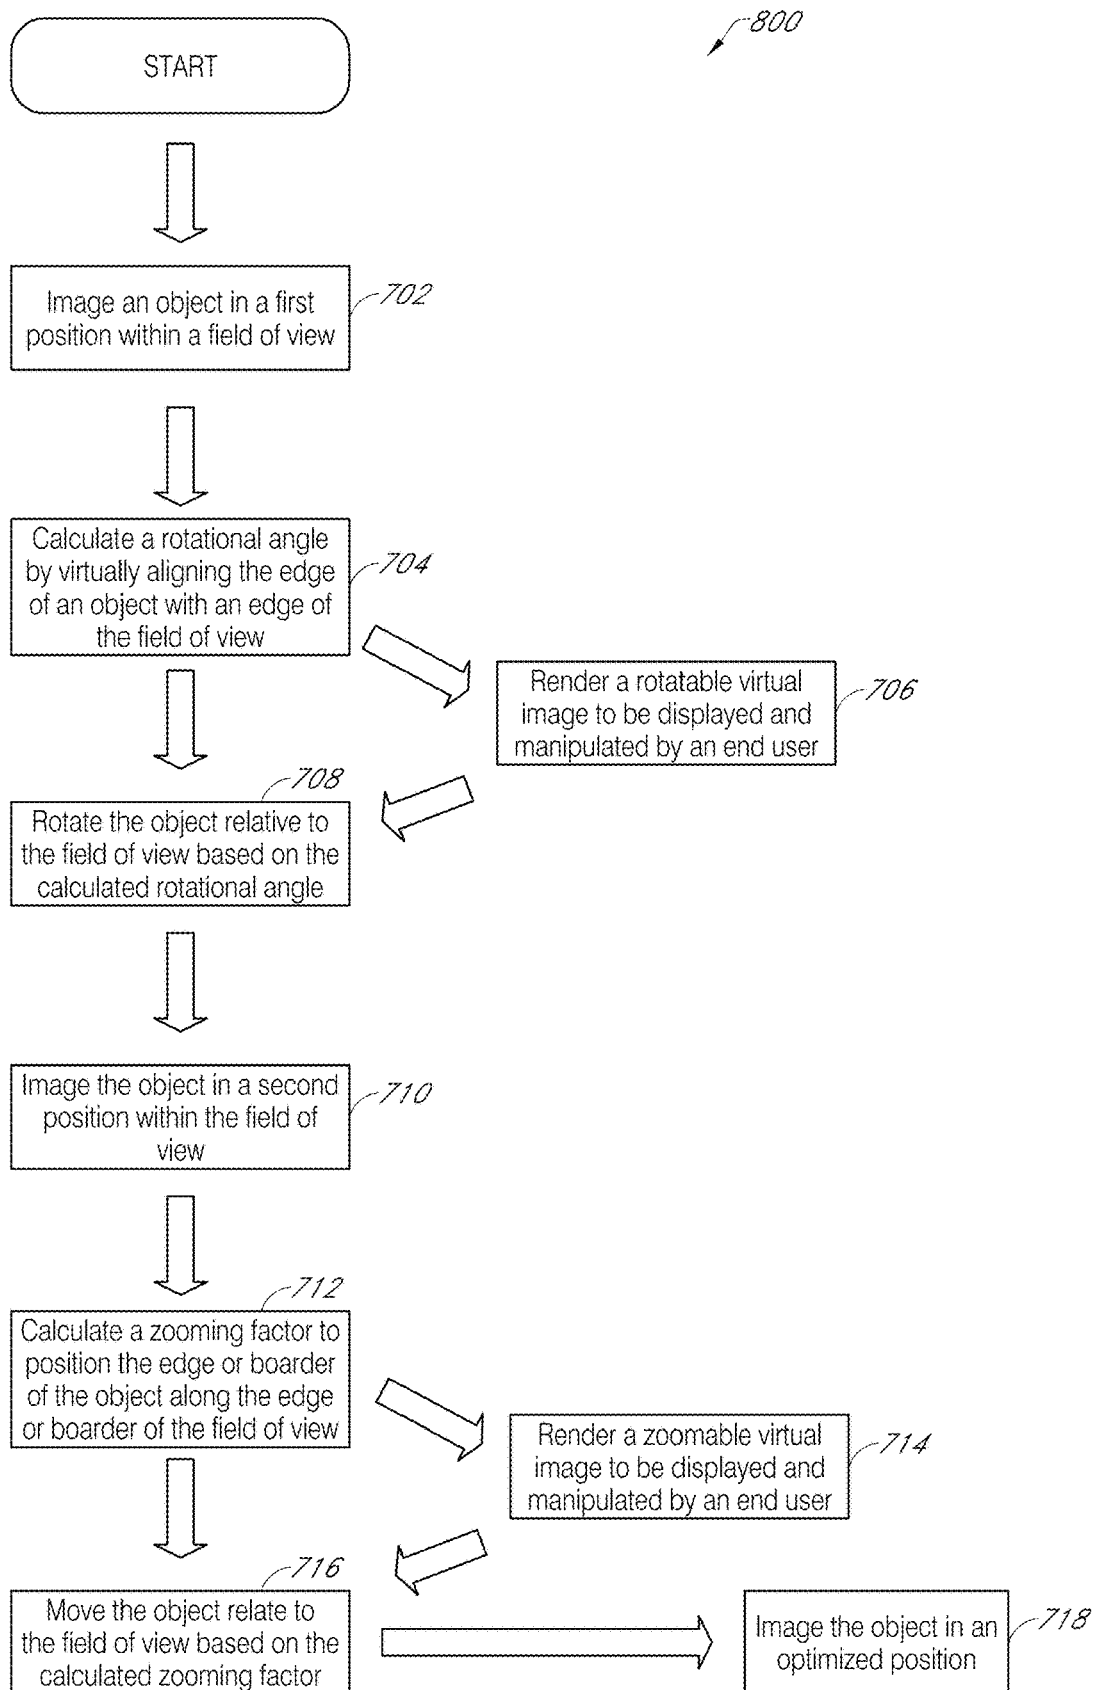 800
START
702
Image an object in a first
position within a field of view
704
Calculate a rotational angle
by virtually aligning the edge
of an object with an edge of
the field of view
706
Render a rotatable virtual
image to be displayed and
manipulated by an end user
708
Rotate the object relative to
the field of view based on the
calculated rotational angle
710
Image the object in a second
position within the field of
view
712
Calculate a zooming factor to
position the edge or boarder
of the object along the edge
or boarder of the field of view
714
Render a zoomable virtual
image to be displayed and
manipulated by an end user
716
Move the object relate to
the field of view based on the
calculated zooming factor
718
Image the object in an
optimized position